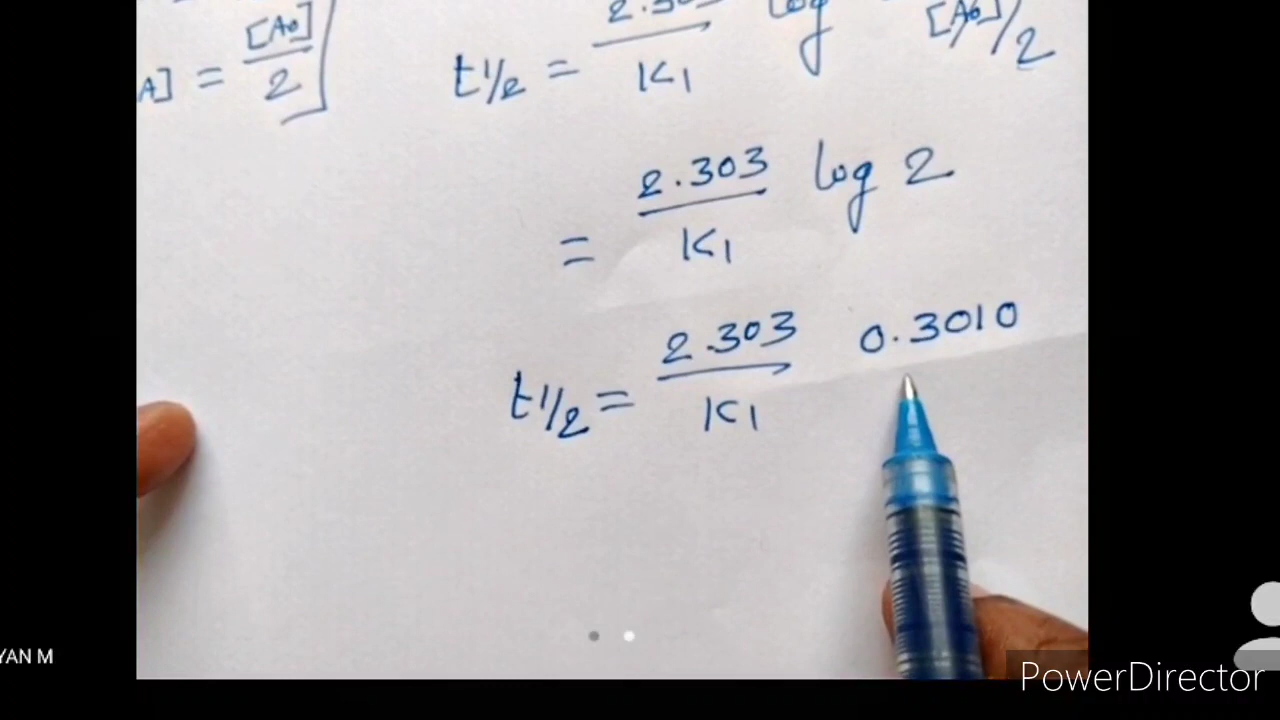 [A₀]
A] = 2
t1/2 = 2.303 / K₁ log [A₀]/2
= 2.303 / K₁ log 2
t1/2 = 2.303 / K₁ 0.3010
YAN M
PowerDirector